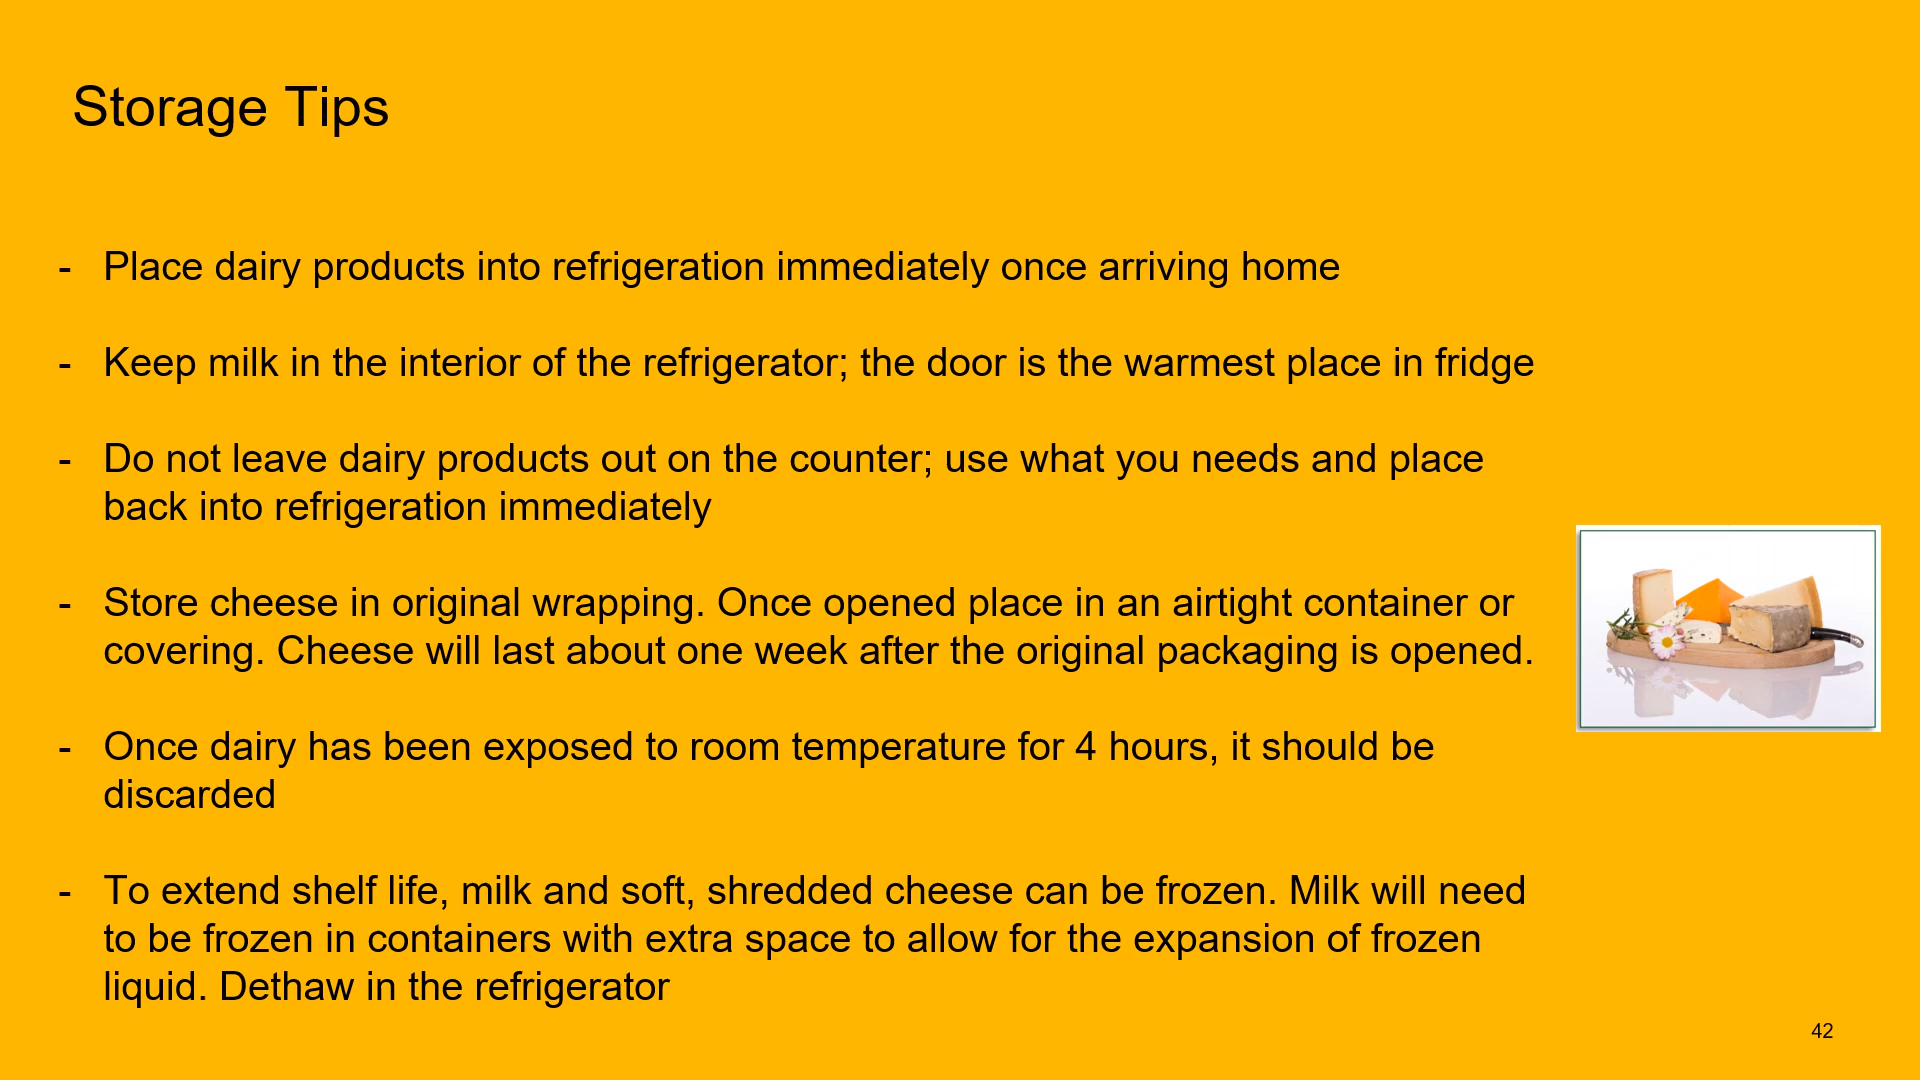 Storage Tips
- Place dairy products into refrigeration immediately once arriving home
- Keep milk in the interior of the refrigerator; the door is the warmest place in fridge
- Do not leave dairy products out on the counter; use what you needs and place
back into refrigeration immediately
- Store cheese in original wrapping. Once opened place in an airtight container or
covering. Cheese will last about one week after the original packaging is opened.
- Once dairy has been exposed to room temperature for 4 hours, it should be
discarded
- To extend shelf life, milk and soft, shredded cheese can be frozen. Milk will need
to be frozen in containers with extra space to allow for the expansion of frozen
liquid. Dethaw in the refrigerator
42